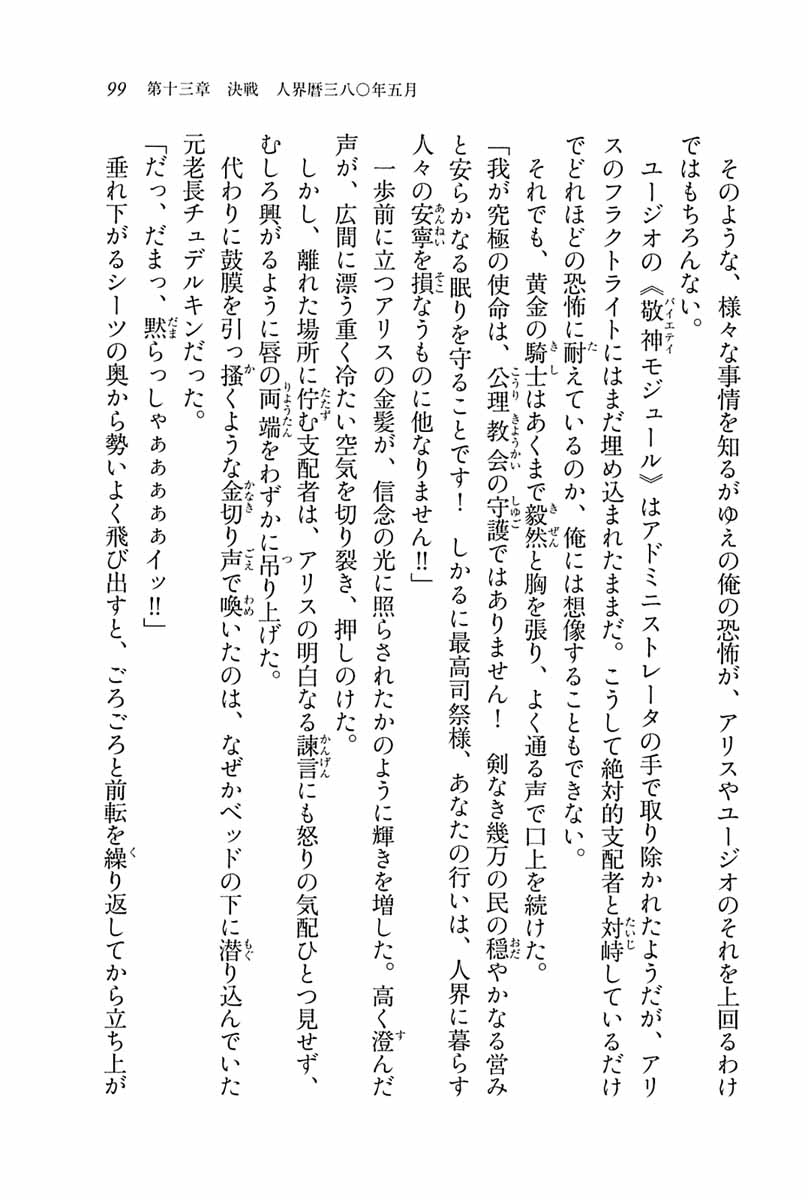 99　第十三章　決戦　人界暦三八〇年五月
　そのような、様々な事情を知るがゆえの俺の恐怖が、アリスやユージオのそれを上回るわけ
ではもちろんない。
　ユージオの《敬神モジュール》はアドミニストレータの手で取り除かれたようだが、アリ
スのフラクトライトにはまだ埋め込まれたままだ。こうして絶対的支配者と対峙しているだけ
でどれほどの恐怖に耐えているのか、俺には想像することもできない。
　それでも、黄金の騎士はあくまで毅然と胸を張り、よく通る声で口上を続けた。
「我が究極の使命は、公理教会の守護ではありません！　剣なき幾万の民の穏やかなる営み
と安らかなる眠りを守ることです！　しかるに最高司祭様、あなたの行いは、人界に暮らす
人々の安寧を損なうものに他なりません!!」
　一歩前に立つアリスの金髪が、信念の光に照らされたかのように輝きを増した。高く澄んだ
声が、広間に漂う重く冷たい空気を切り裂き、押しのけた。
　しかし、離れた場所に佇む支配者は、アリスの明白なる諫言にも怒りの気配ひとつ見せず、
むしろ興がるように唇の両端をわずかに吊り上げた。
　代わりに鼓膜を引っ掻くような金切り声で喚いたのは、なぜかベッドの下に潜り込んでいた
元老長チュデルキンだった。
「だっ、だまっ、黙らっしゃぁぁぁぁぁイッ!!」
　垂れ下がるシーツの奥から勢いよく飛び出すと、ごろごろと前転を繰り返してから立ち上が